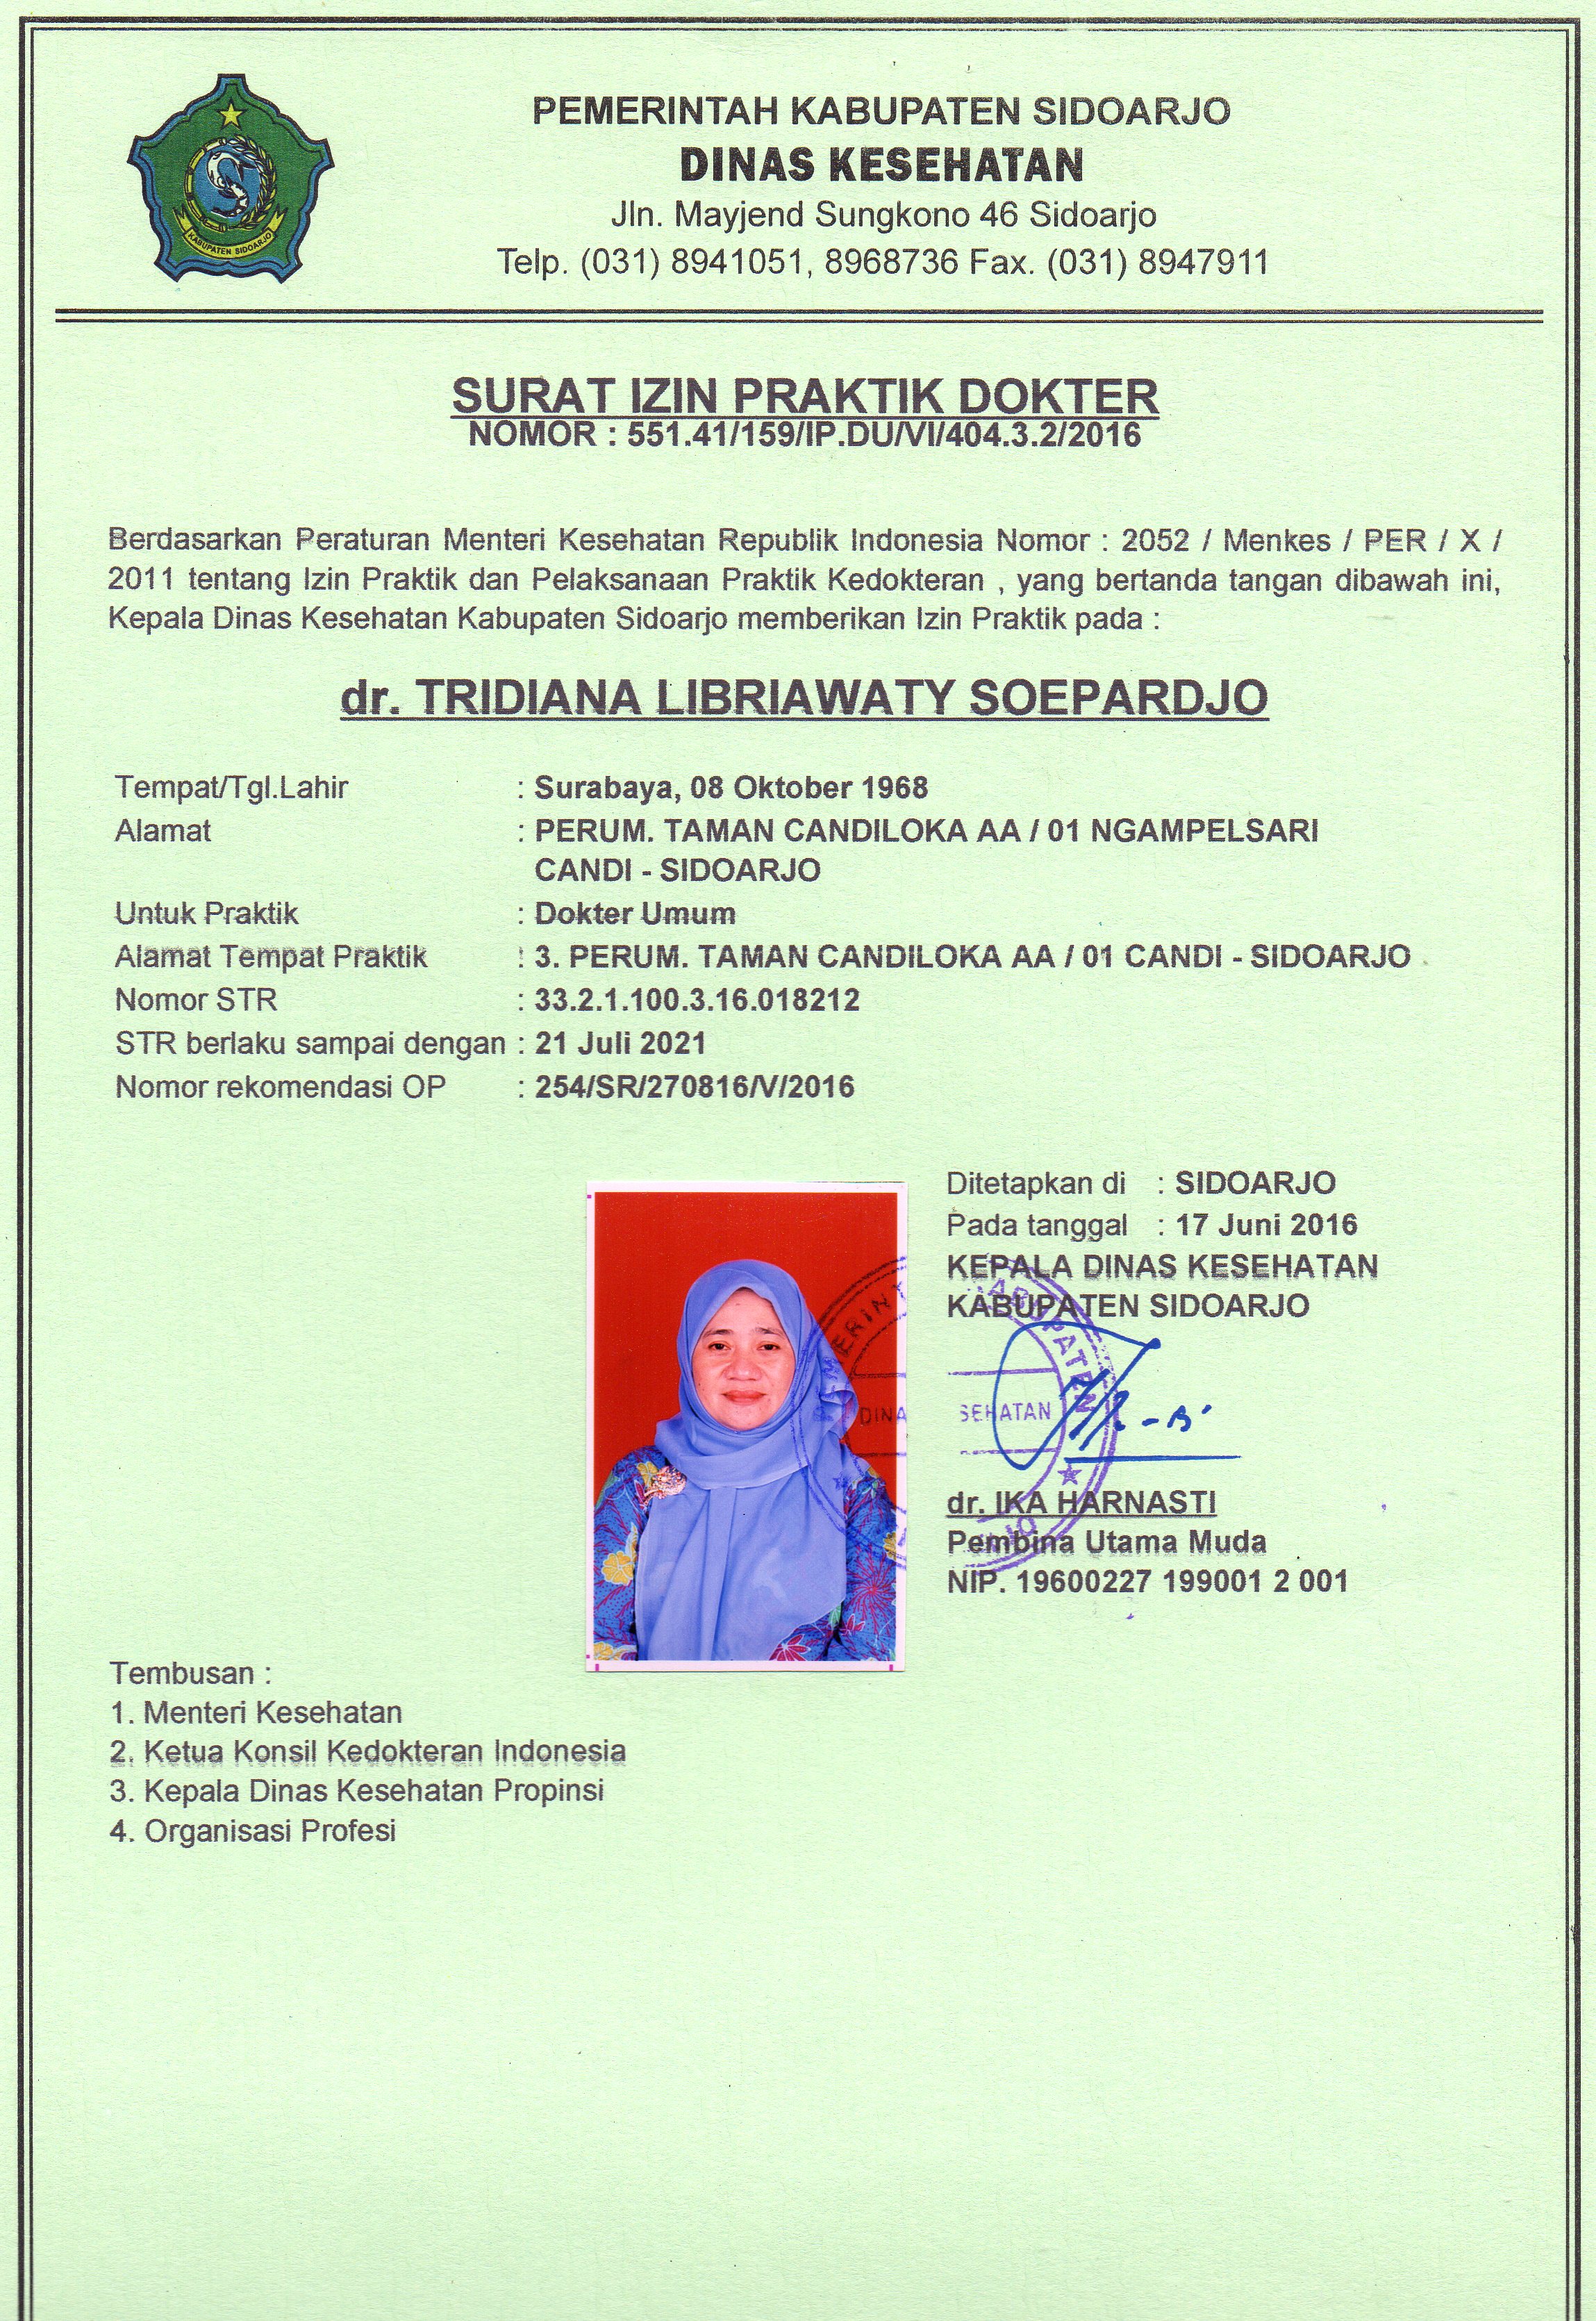 KABUPATEN SIDOARJO
PEMERINTAH KABUPATEN SIDOARJO
DINAS KESEHATAN
Jln. Mayjend Sungkono 46 Sidoarjo
Telp. (031) 8941051, 8968736 Fax. (031) 8947911
SURAT IZIN PRAKTIK DOKTER
NOMOR : 551.41/159/IP.DU/VI/404.3.2/2016
Berdasarkan Peraturan Menteri Kesehatan Republik Indonesia Nomor : 2052 / Menkes / PER / X /
2011 tentang Izin Praktik dan Pelaksanaan Praktik Kedokteran , yang bertanda tangan dibawah ini,
Kepala Dinas Kesehatan Kabupaten Sidoarjo memberikan Izin Praktik pada :
dr. TRIDIANA LIBRIAWATY SOEPARDJO
Tempat/Tgl.Lahir : Surabaya, 08 Oktober 1968
Alamat : PERUM. TAMAN CANDILOKA AA / 01 NGAMPELSARI
CANDI - SIDOARJO
Untuk Praktik : Dokter Umum
Alamat Tempat Praktik : 3. PERUM. TAMAN CANDILOKA AA / 01 CANDI - SIDOARJO
Nomor STR : 33.2.1.100.3.16.018212
STR berlaku sampai dengan : 21 Juli 2021
Nomor rekomendasi OP : 254/SR/270816/V/2016
Ditetapkan di : SIDOARJO
Pada tanggal : 17 Juni 2016
KEPALA DINAS KESEHATAN
KABUPATEN SIDOARJO
DINA SEHATAN
dr. IKA HARNASTI
Pembina Utama Muda
NIP. 19600227 199001 2 001
Tembusan :
1. Menteri Kesehatan
2. Ketua Konsil Kedokteran Indonesia
3. Kepala Dinas Kesehatan Propinsi
4. Organisasi Profesi